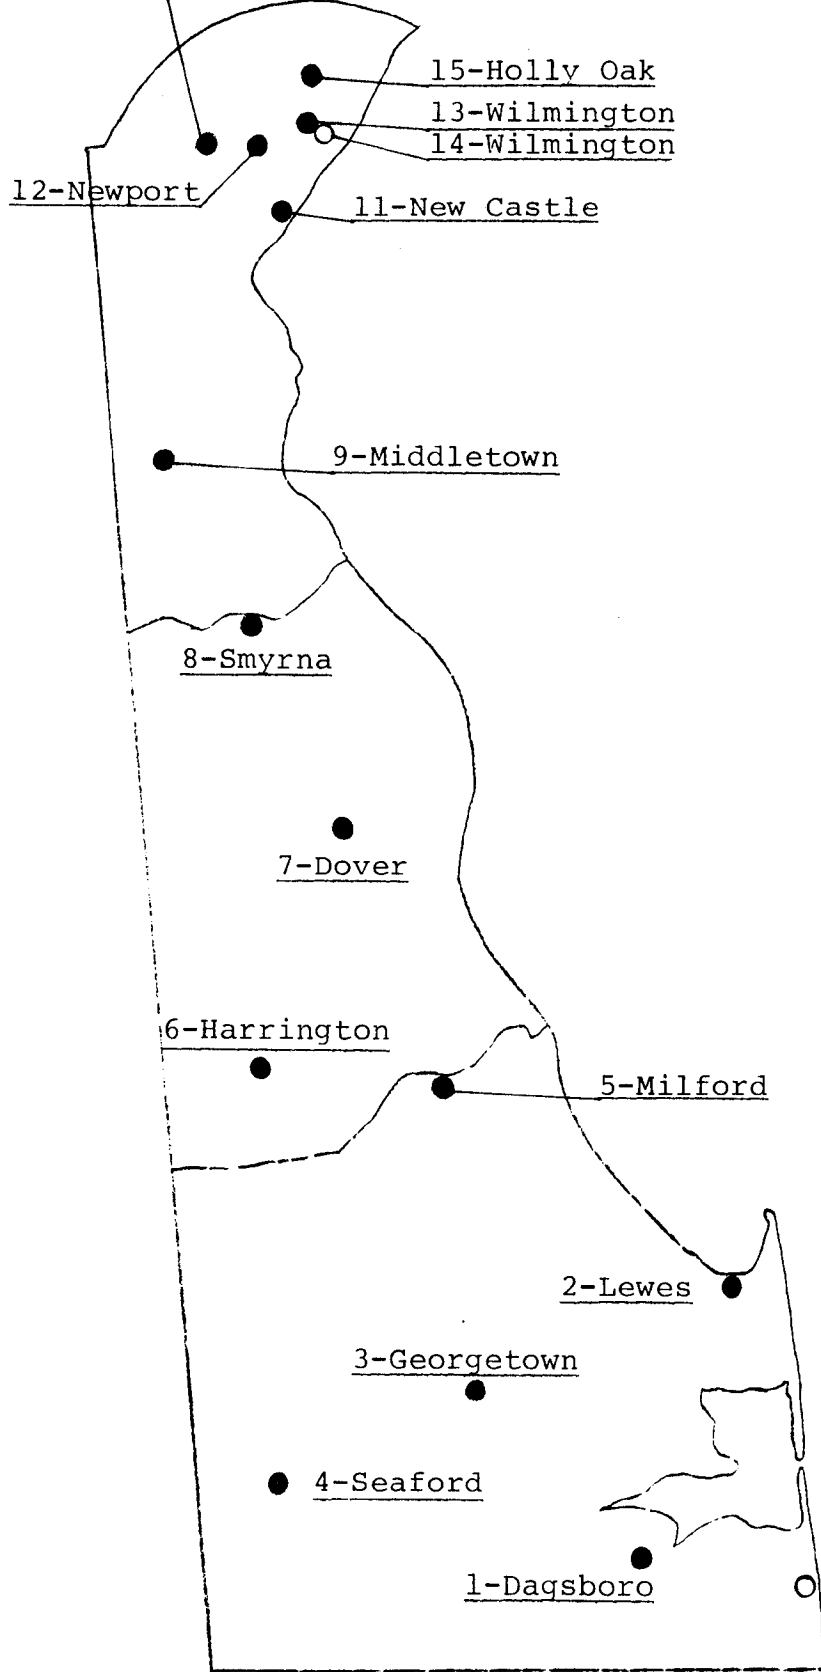 15-Holly Oak
13-Wilmington
14-Wilmington
12-Newport
11-New Castle
9-Middletown
8-Smyrna
7-Dover
6-Harrington
5-Milford
2-Lewes
3-Georgetown
4-Seaford
1-Dagsboro